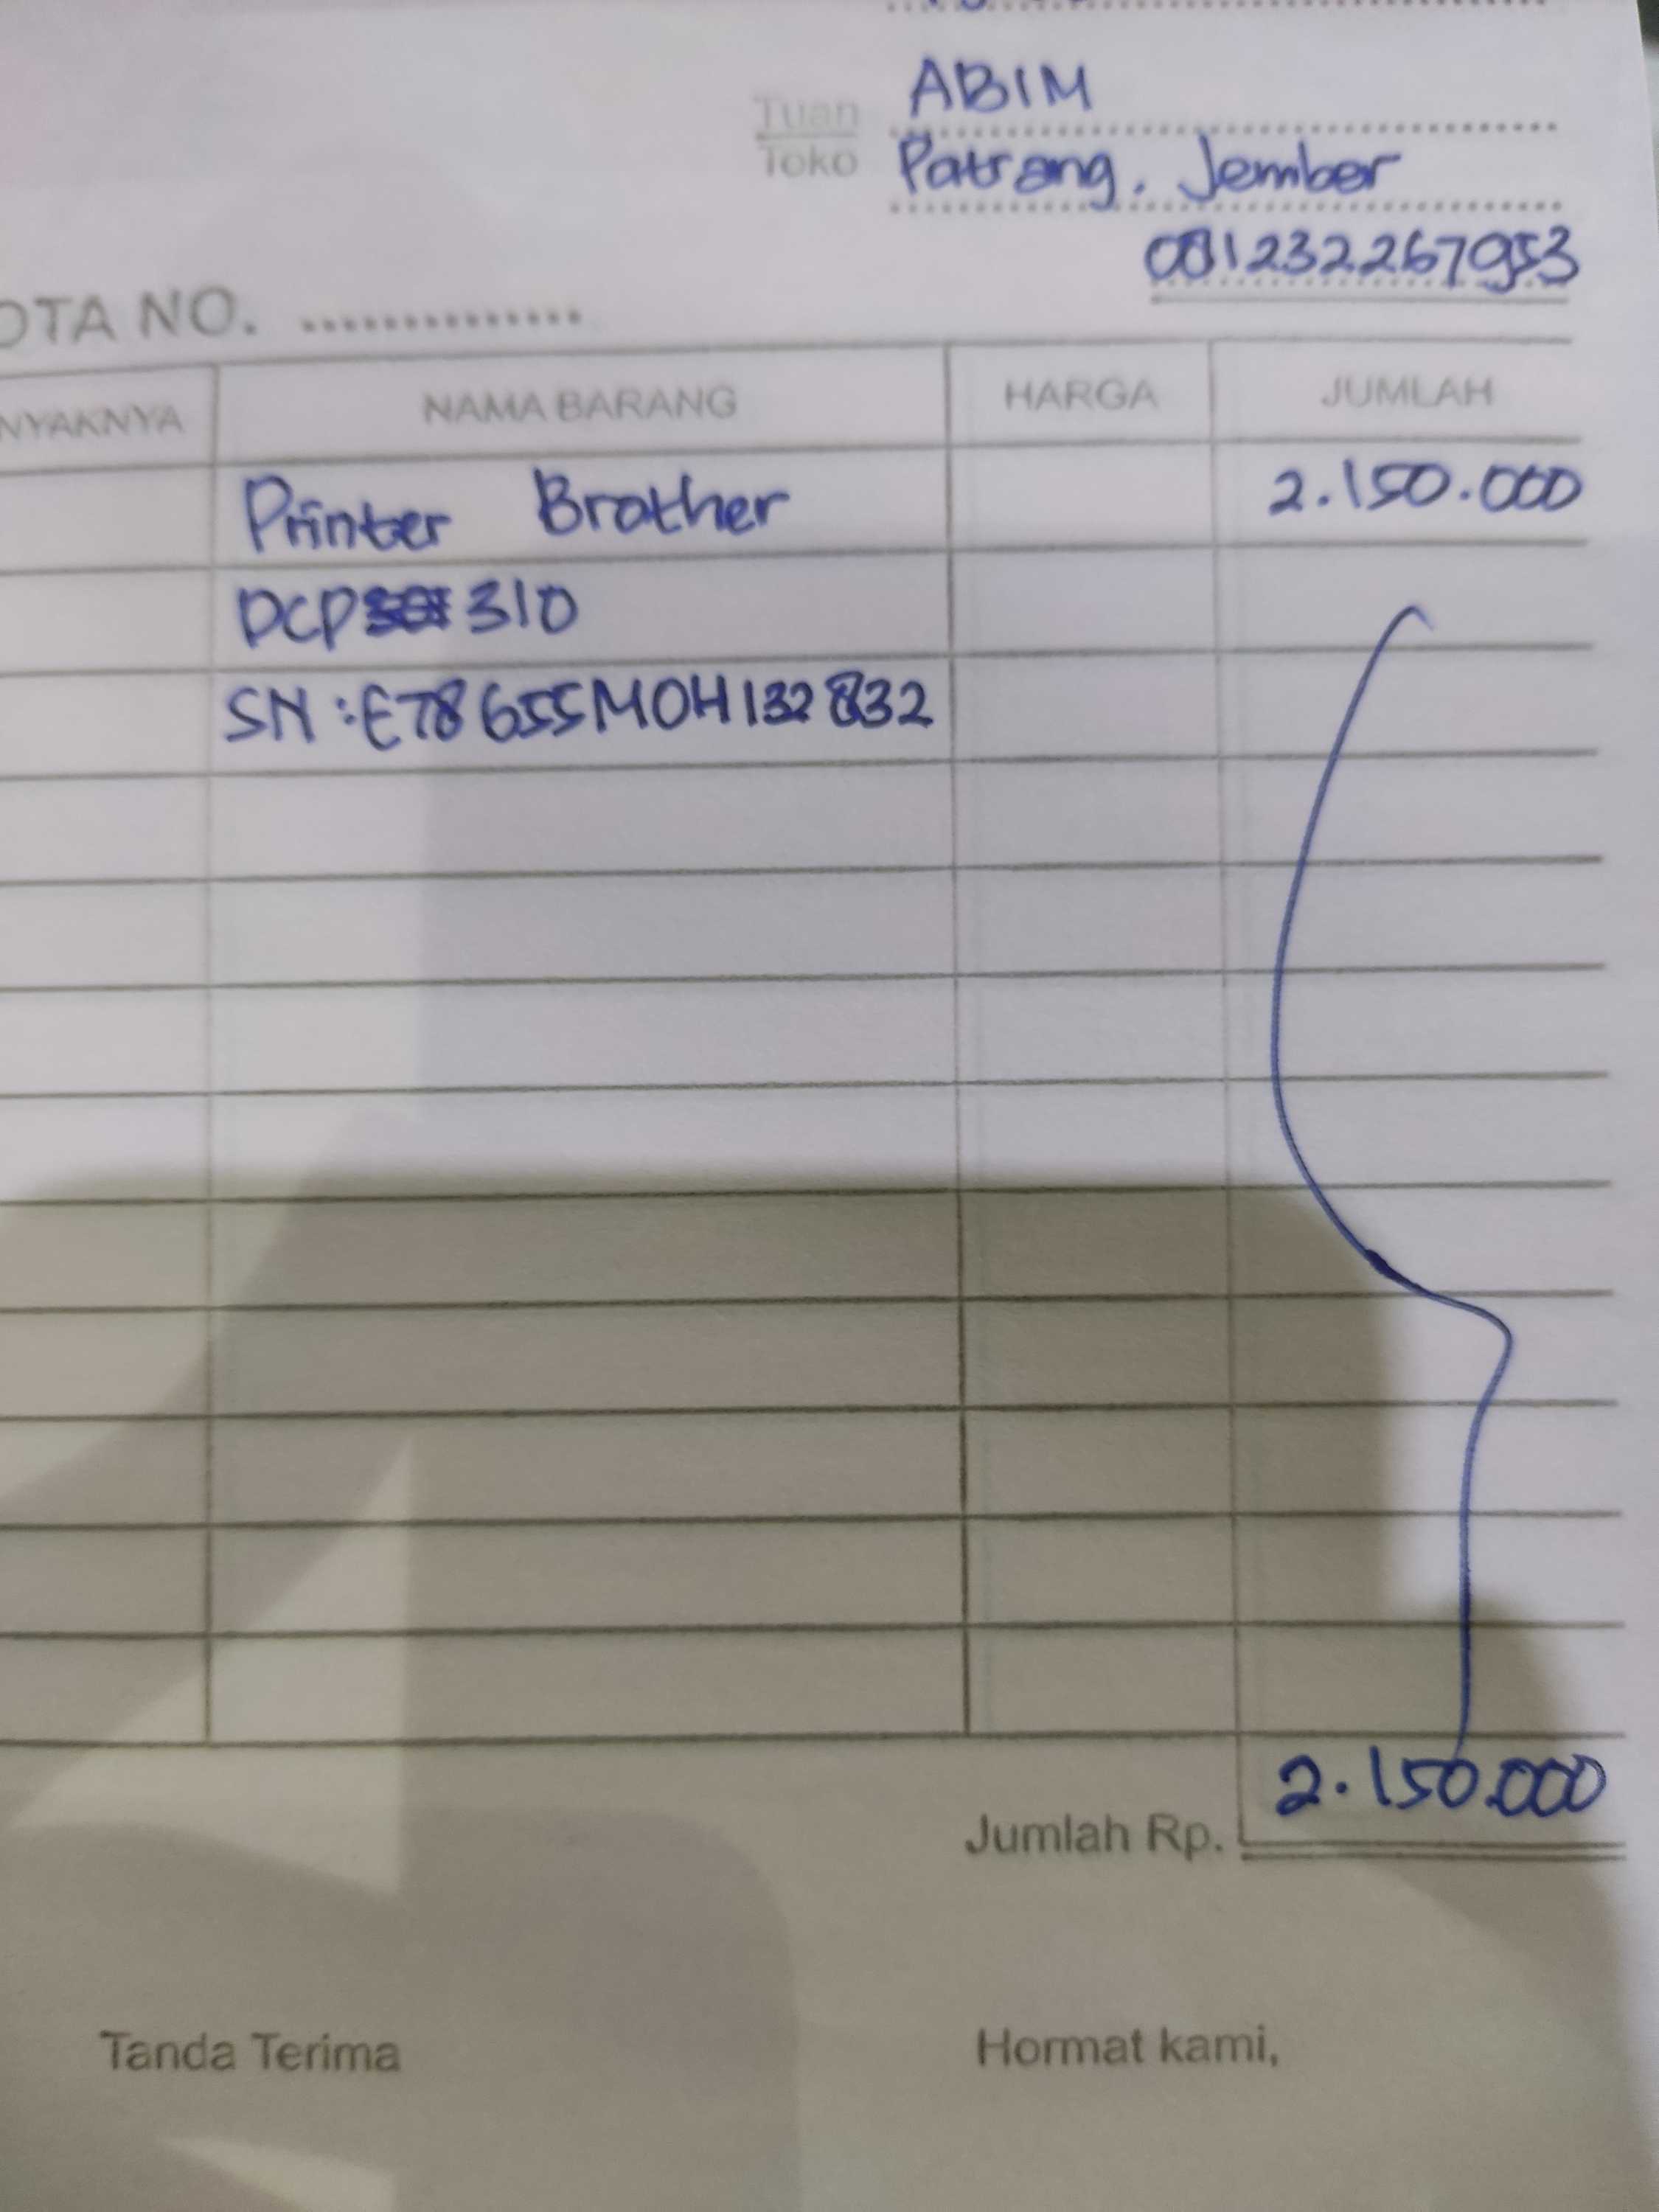 Tuan
Toko
ABIM
Patrang, Jember
081232267953
OTA NO. ..............
NYAKNYA NAMA BARANG HARGA JUMLAH
Printer Brother 2.150.000
DCP 310
SN : E78655M0H132832
Jumlah Rp. 2.150.000
Tanda Terima Hormat kami,